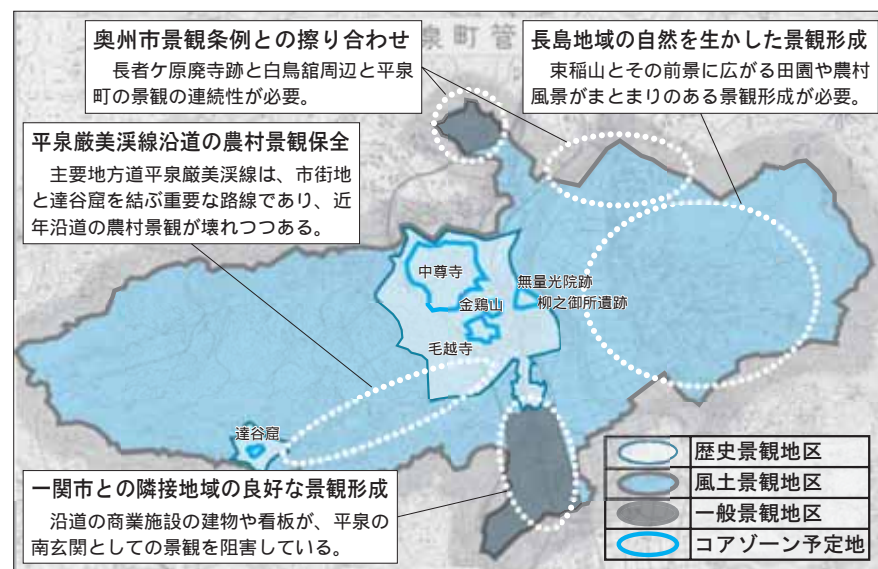 泉町管
奥州市景観条例との擦り合わせ
長者ケ原廃寺跡と白鳥舘周辺と平泉
町の景観の連続性が必要。
長島地域の自然を生かした景観形成
束稲山とその前景に広がる田園や農村
風景がまとまりのある景観形成が必要。
平泉厳美渓線沿道の農村景観保全
主要地方道平泉厳美渓線は、市街地
と達谷窟を結ぶ重要な路線であり、近
年沿道の農村景観が壊れつつある。
中尊寺
無量光院跡
金鶏山
柳之御所遺跡
毛越寺
達谷窟
一関市との隣接地域の良好な景観形成
沿道の商業施設の建物や看板が、平泉の
南玄関としての景観を阻害している。
歴史景観地区
風土景観地区
一般景観地区
コアゾーン予定地